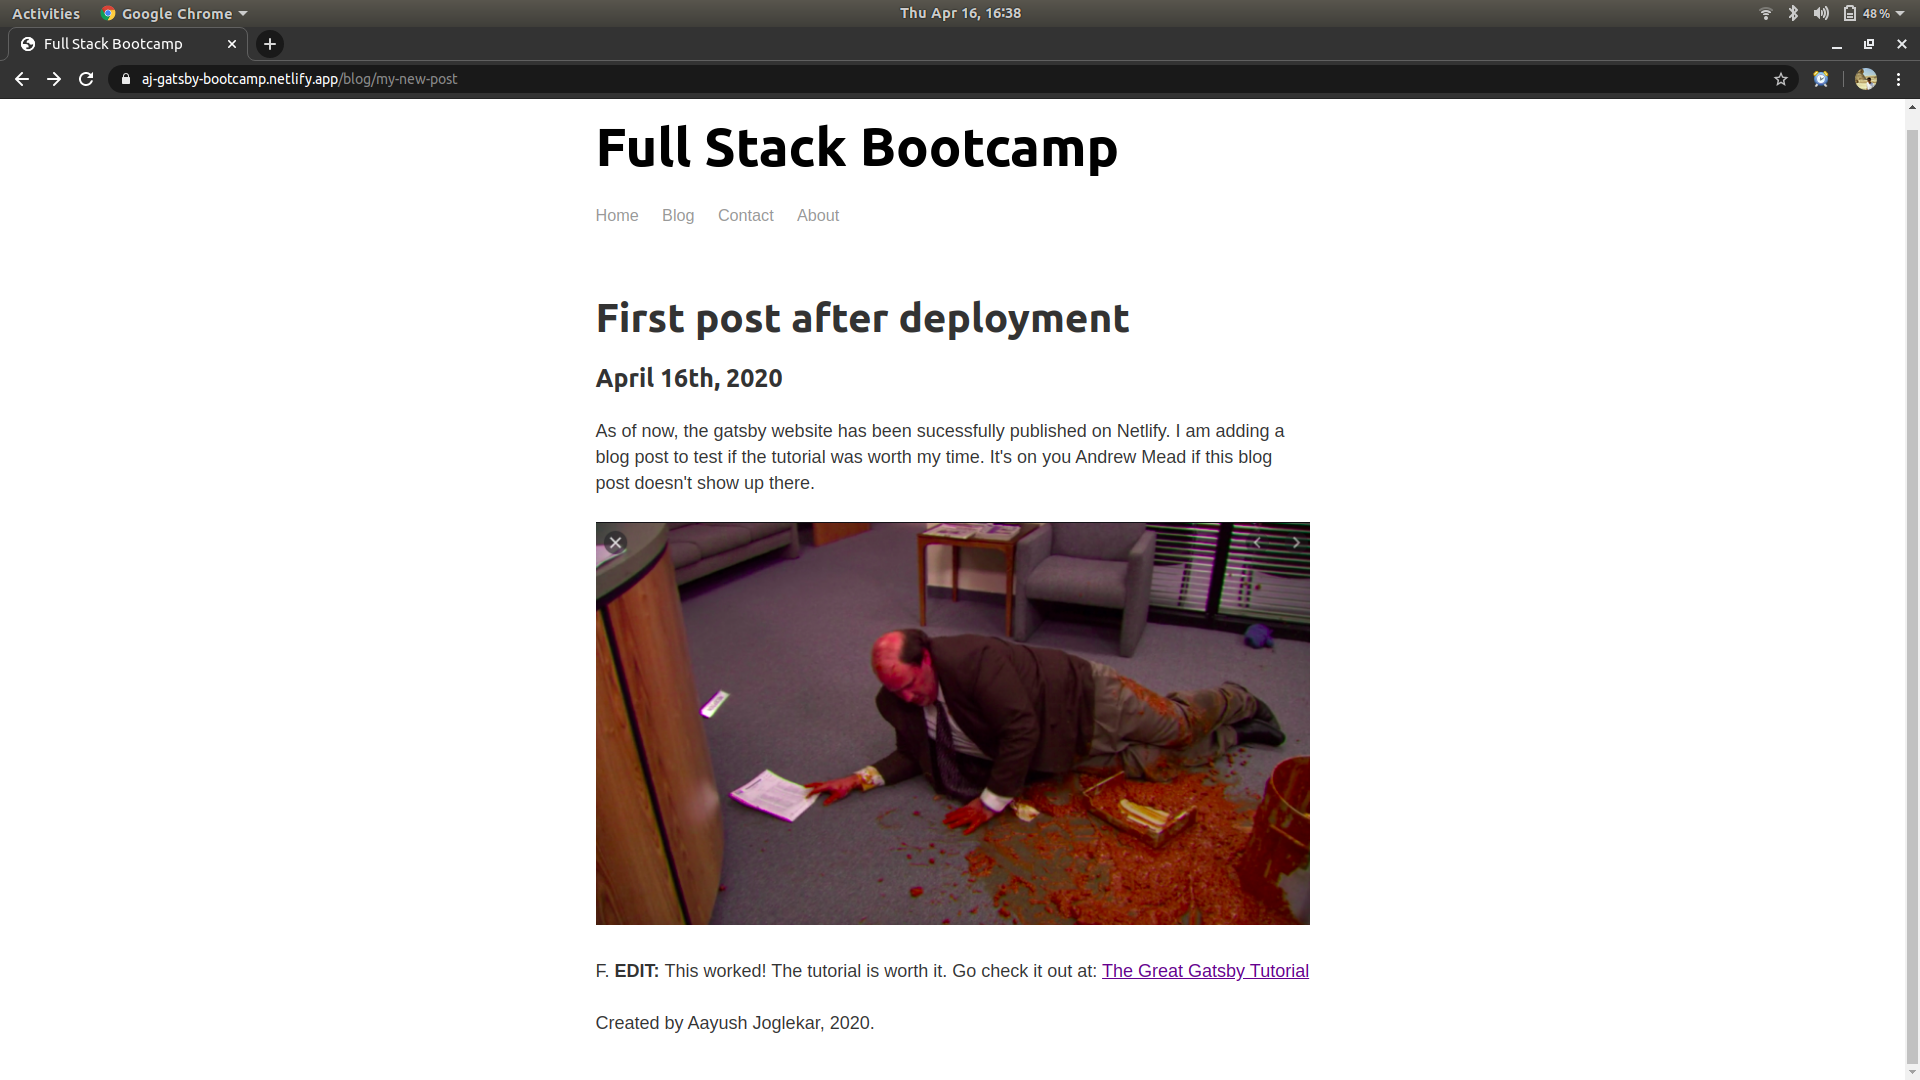 Activities Google Chrome Thu Apr 16, 16:38 48 %
Full Stack Bootcamp
aj-gatsby-bootcamp.netlify.app/blog/my-new-post
Full Stack Bootcamp
Home Blog Contact About
First post after deployment
April 16th, 2020
As of now, the gatsby website has been sucessfully published on Netlify. I am adding a
blog post to test if the tutorial was worth my time. It's on you Andrew Mead if this blog
post doesn't show up there.
F. EDIT: This worked! The tutorial is worth it. Go check it out at: The Great Gatsby Tutorial
Created by Aayush Joglekar, 2020.